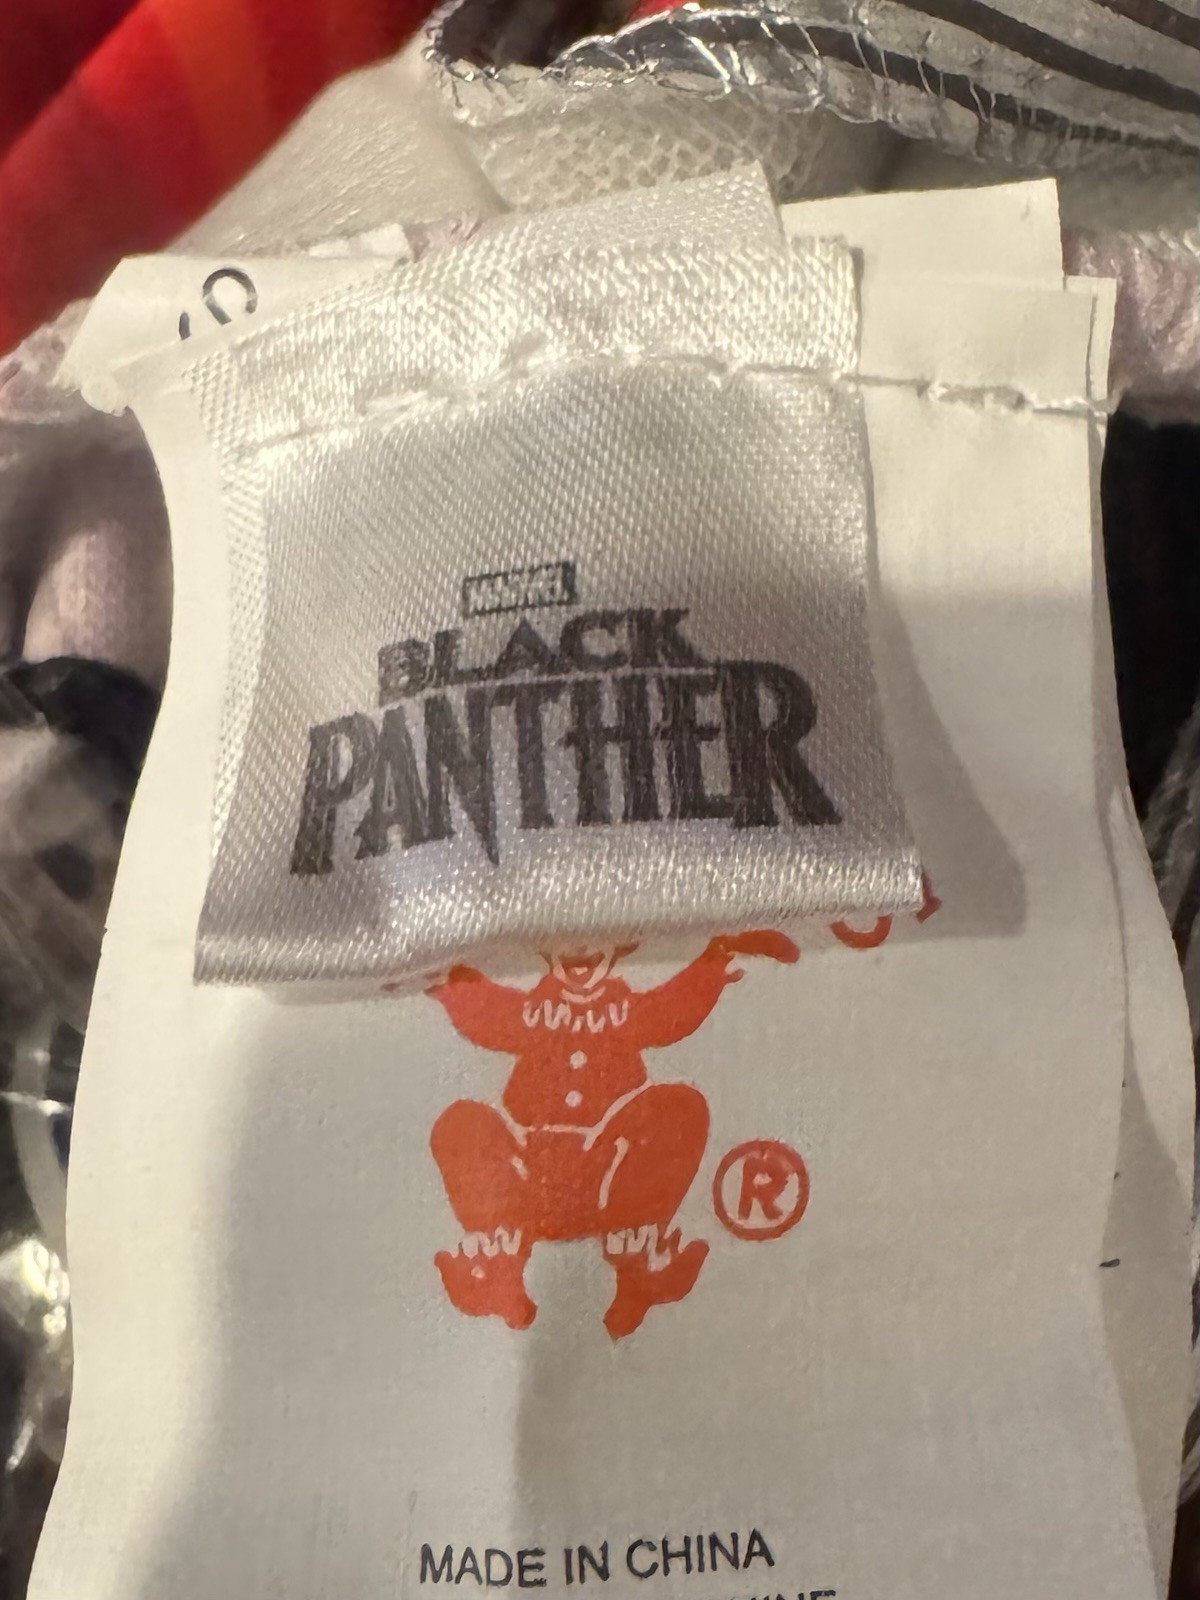 S
MARVEL
BLACK
PANTHER
®
MADE IN CHINA